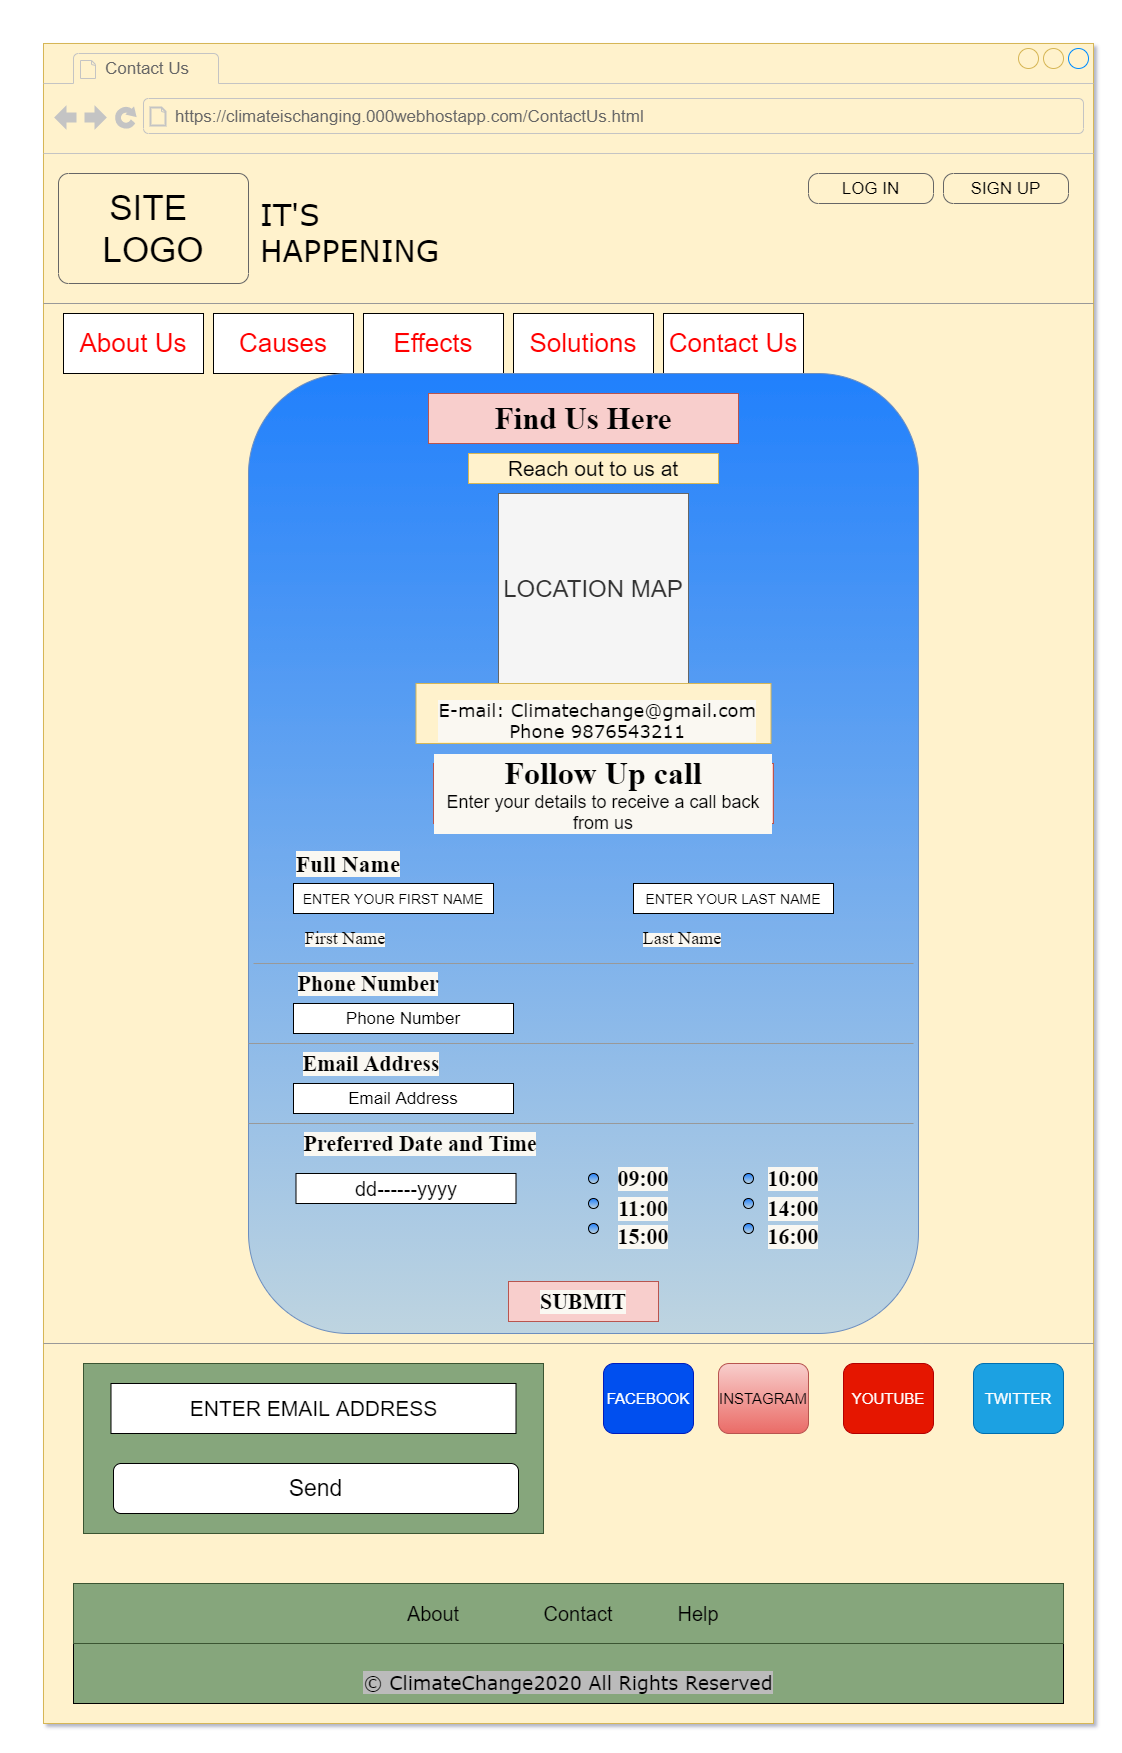 Contact Us
https://climateischanging.000webhostapp.com/ContactUs.html
SITE
LOGO
IT'S
HAPPENING
LOG IN
SIGN UP
About Us
Causes
Effects
Solutions
Contact Us
Find Us Here
Reach out to us at
LOCATION MAP
E-mail: Climatechange@gmail.com
Phone 9876543211
Follow Up call
Enter your details to receive a call back
from us
Full Name
ENTER YOUR FIRST NAME
ENTER YOUR LAST NAME
First Name
Last Name
Phone Number
Phone Number
Email Address
Email Address
Preferred Date and Time
dd------yyyy
09:00
10:00
11:00
14:00
15:00
16:00
SUBMIT
ENTER EMAIL ADDRESS
Send
FACEBOOK
INSTAGRAM
YOUTUBE
TWITTER
About
Contact
Help
© ClimateChange2020 All Rights Reserved